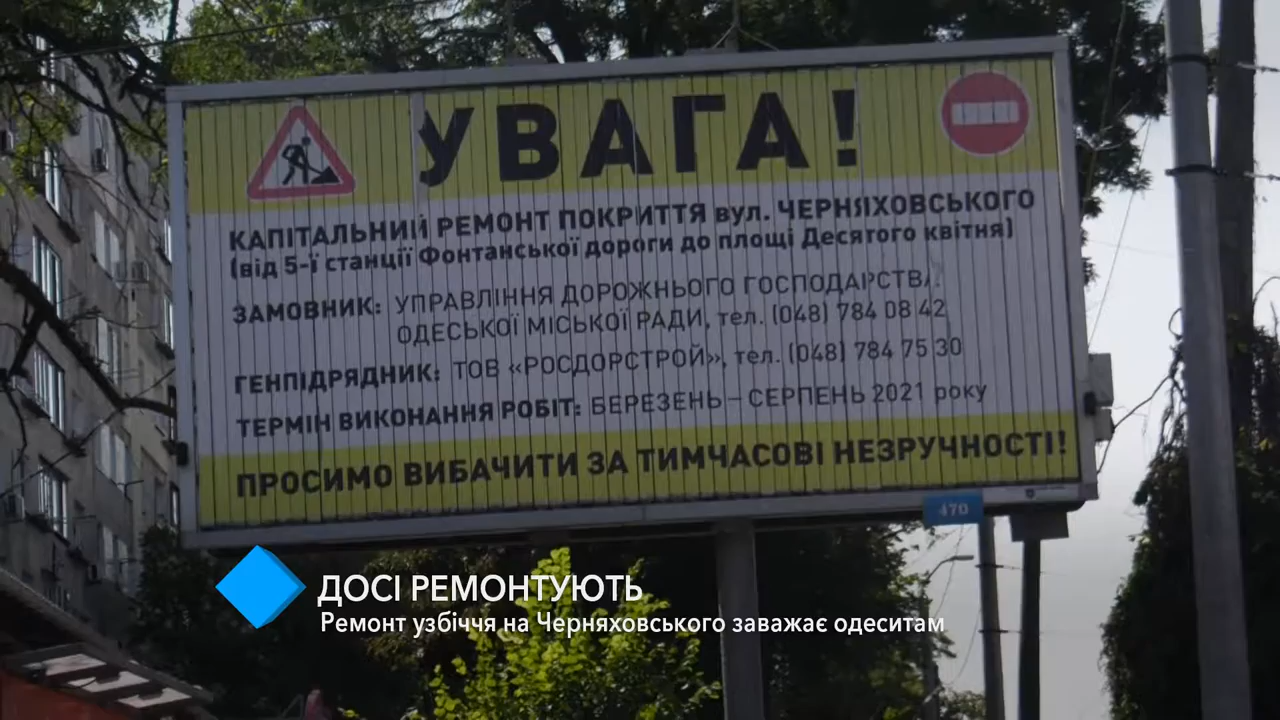 УВАГА!
КАПІТАЛЬНИЙ РЕМОНТ ПОКРИТТЯ вул. ЧЕРНЯХОВСЬКОГО
(від 5-ї станції Фонтанської дороги до площі Десятого квітня)
ЗАМОВНИК: УПРАВЛІННЯ ДОРОЖНЬОГО ГОСПОДАРСТВА
ОДЕСЬКОЇ МІСЬКОЇ РАДИ, тел. (048) 784 08 42
ГЕНПІДРЯДНИК: ТОВ «РОСДОРСТРОЙ», тел. (048) 784 75 30
ТЕРМІН ВИКОНАННЯ РОБІТ: БЕРЕЗЕНЬ – СЕРПЕНЬ 2021 року
ПРОСИМО ВИБАЧИТИ ЗА ТИМЧАСОВІ НЕЗРУЧНОСТІ!
470
ДОСІ РЕМОНТУЮТЬ
Ремонт узбіччя на Черняховського заважає одеситам